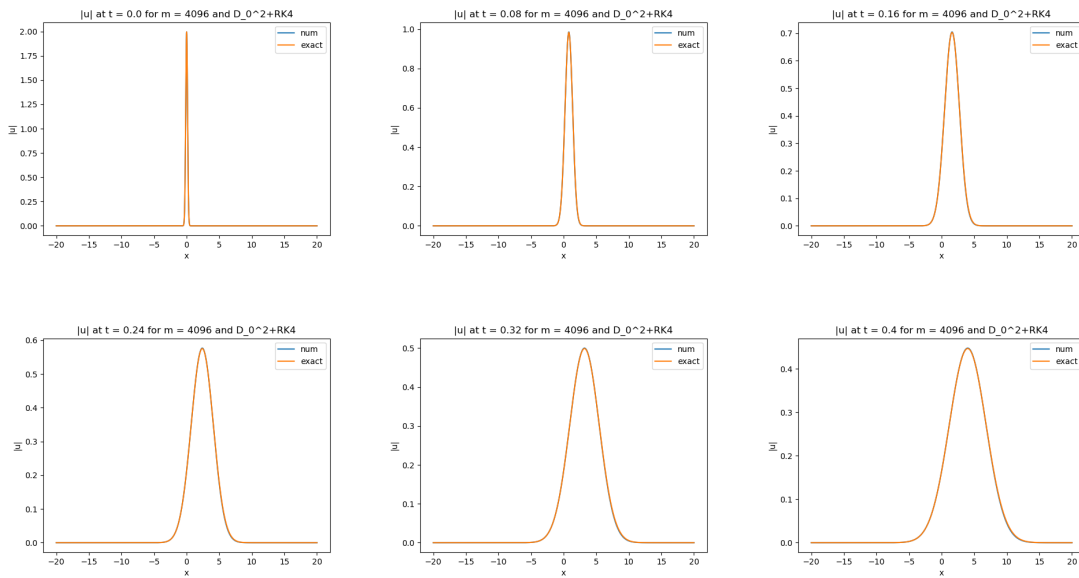 |u| at t = 0.0 for m = 4096 and D_0^2+RK4
num
exact
2.00
1.75
1.50
1.25
1.00
0.75
0.50
0.25
0.00
|u|
−20 −15 −10 −5 0 5 10 15 20
x
|u| at t = 0.08 for m = 4096 and D_0^2+RK4
num
exact
1.0
0.8
0.6
0.4
0.2
0.0
|u|
−20 −15 −10 −5 0 5 10 15 20
x
|u| at t = 0.16 for m = 4096 and D_0^2+RK4
num
exact
0.7
0.6
0.5
0.4
0.3
0.2
0.1
0.0
|u|
−20 −15 −10 −5 0 5 10 15 20
x
|u| at t = 0.24 for m = 4096 and D_0^2+RK4
num
exact
0.6
0.5
0.4
0.3
0.2
0.1
0.0
|u|
−20 −15 −10 −5 0 5 10 15 20
x
|u| at t = 0.32 for m = 4096 and D_0^2+RK4
num
exact
0.5
0.4
0.3
0.2
0.1
0.0
|u|
−20 −15 −10 −5 0 5 10 15 20
x
|u| at t = 0.4 for m = 4096 and D_0^2+RK4
num
exact
0.4
0.3
0.2
0.1
0.0
|u|
−20 −15 −10 −5 0 5 10 15 20
x